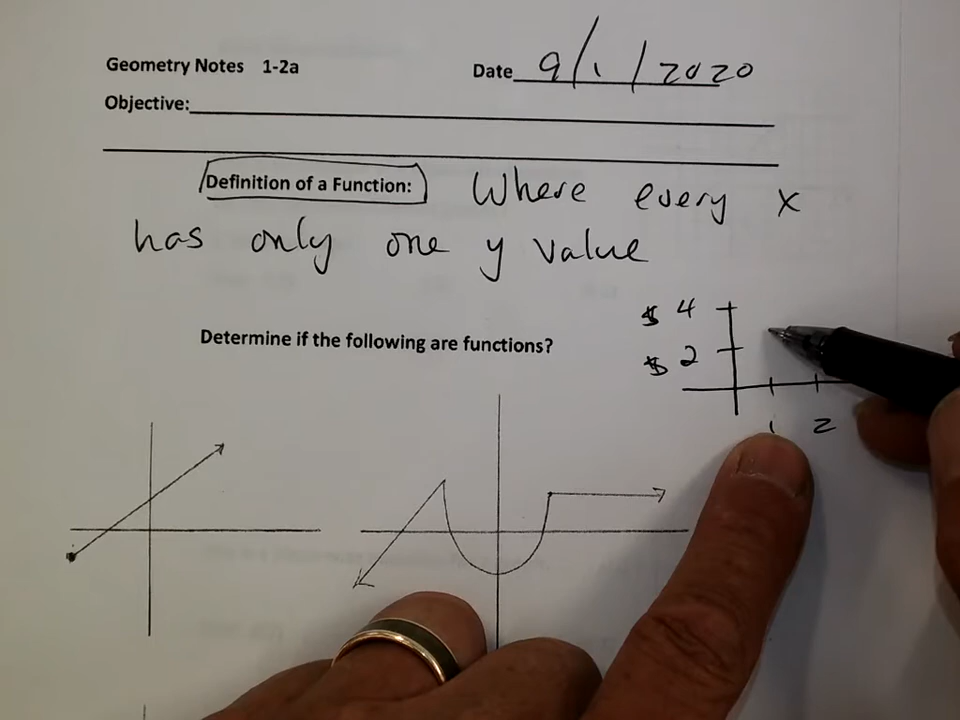 Geometry Notes 1-2a Date 9/1/2020
Objective:
Definition of a Function: Where every x
has only one y value
Determine if the following are functions?
$ 4
$ 2
1 2